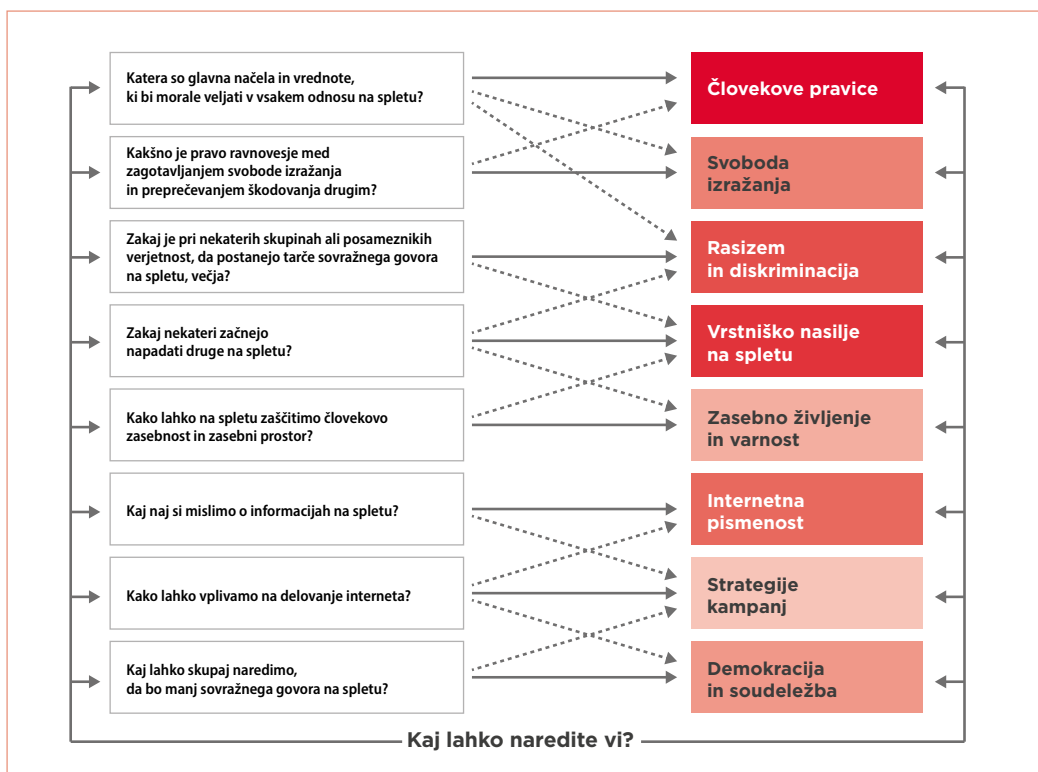 Katera so glavna načela in vrednote,
ki bi morale veljati v vsakem odnosu na spletu?
Človekove pravice
Kakšno je pravo ravnovesje med
zagotavljanjem svobode izražanja
in preprečevanjem škodovanja drugim?
Svoboda
izražanja
Zakaj je pri nekaterih skupinah ali posameznikih
verjetnost, da postanejo tarče sovražnega govora
na spletu, večja?
Rasizem
in diskriminacija
Zakaj nekateri začnejo
napadati druge na spletu?
Vrstniško nasilje
na spletu
Kako lahko na spletu zaščitimo človekovo
zasebnost in zasebni prostor?
Zasebno življenje
in varnost
Kaj naj si mislimo o informacijah na spletu?
Internetna
pismenost
Kako lahko vplivamo na delovanje interneta?
Strategije
kampanj
Kaj lahko skupaj naredimo,
da bo manj sovražnega govora na spletu?
Demokracija
in soudeležba
Kaj lahko naredite vi?